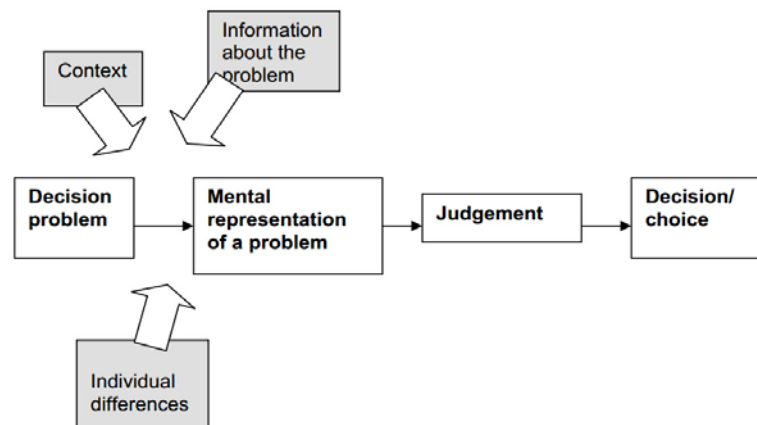 Information
about the
problem
Context
Decision
problem
Mental
representation
of a problem
Judgement
Decision/
choice
Individual
differences